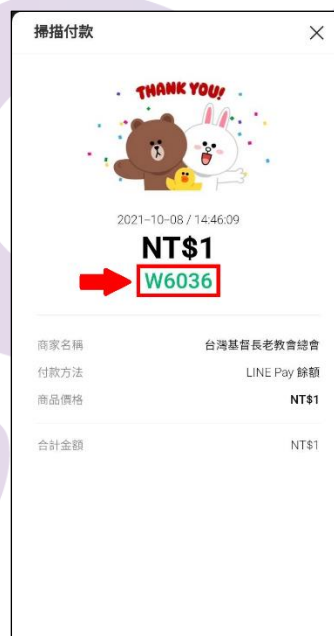 掃描付款
THANK YOU!
2021-10-08 / 14:46:09
NT$1
W6036
商家名稱 台灣基督長老教會總會
付款方法 LINE Pay 餘額
商品價格 NT$1
合計金額 NT$1